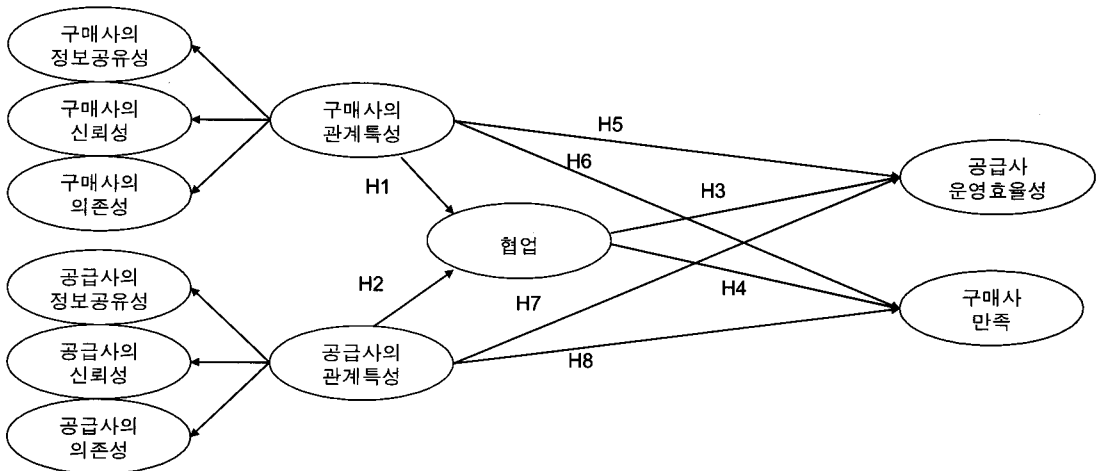 구매사의
정보공유성
구매사의
신뢰성
구매사의
의존성
구매사의
관계특성
H1
H5
H6
H3
공급사
운영효율성
협업
H2
H7
H4
공급사의
정보공유성
공급사의
신뢰성
공급사의
의존성
공급사의
관계특성
H8
구매사
만족